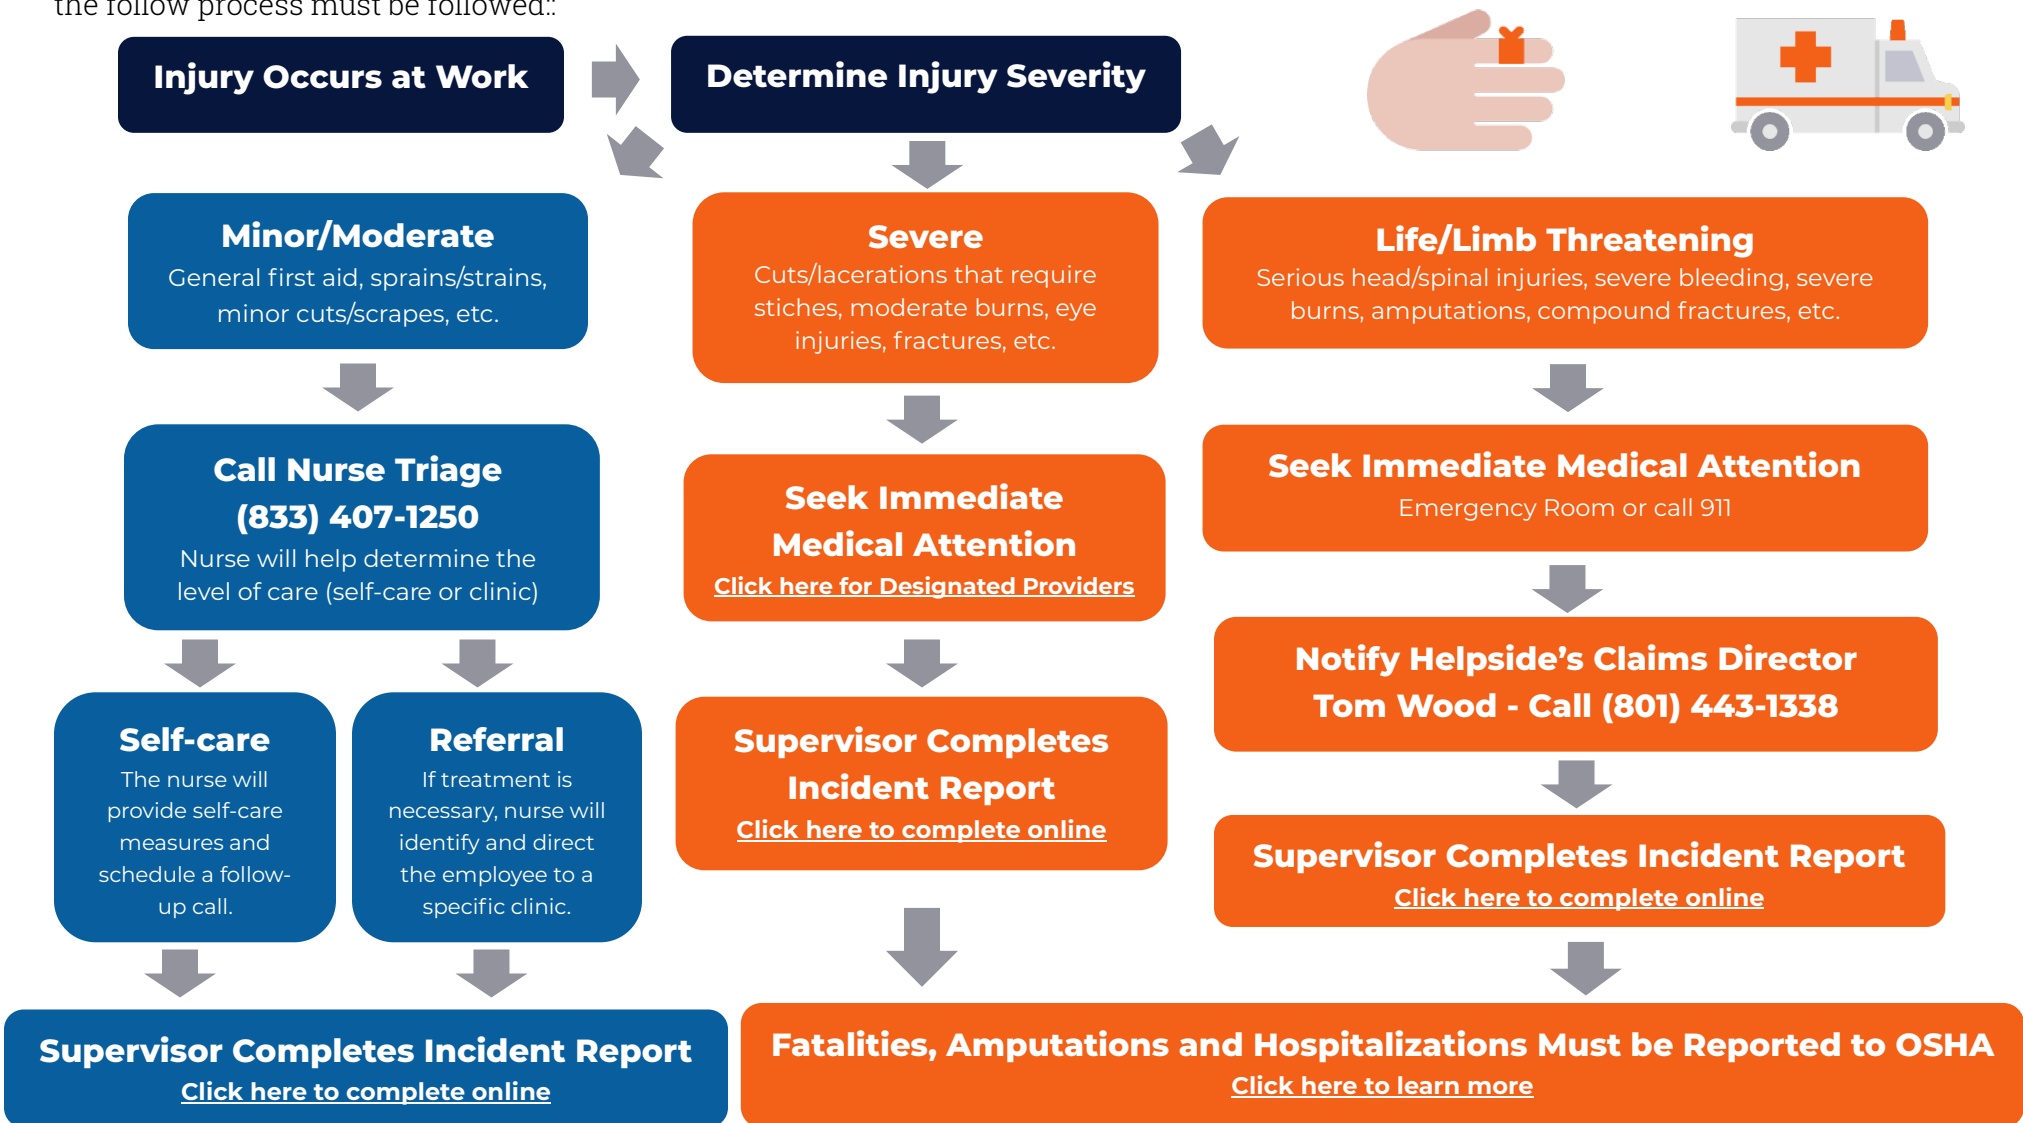 the follow process must be followed::
Injury Occurs at Work
Determine Injury Severity
Minor/Moderate
General first aid, sprains/strains,
minor cuts/scrapes, etc.
Severe
Cuts/lacerations that require
stiches, moderate burns, eye
injuries, fractures, etc.
Life/Limb Threatening
Serious head/spinal injuries, severe bleeding, severe
burns, amputations, compound fractures, etc.
Call Nurse Triage
(833) 407-1250
Nurse will help determine the
level of care (self-care or clinic)
Seek Immediate
Medical Attention
Click here for Designated Providers
Seek Immediate Medical Attention
Emergency Room or call 911
Notify Helpside’s Claims Director
Tom Wood - Call (801) 443-1338
Self-care
The nurse will
provide self-care
measures and
schedule a follow-
up call.
Referral
If treatment is
necessary, nurse will
identify and direct
the employee to a
specific clinic.
Supervisor Completes
Incident Report
Click here to complete online
Supervisor Completes Incident Report
Click here to complete online
Supervisor Completes Incident Report
Click here to complete online
Fatalities, Amputations and Hospitalizations Must be Reported to OSHA
Click here to learn more